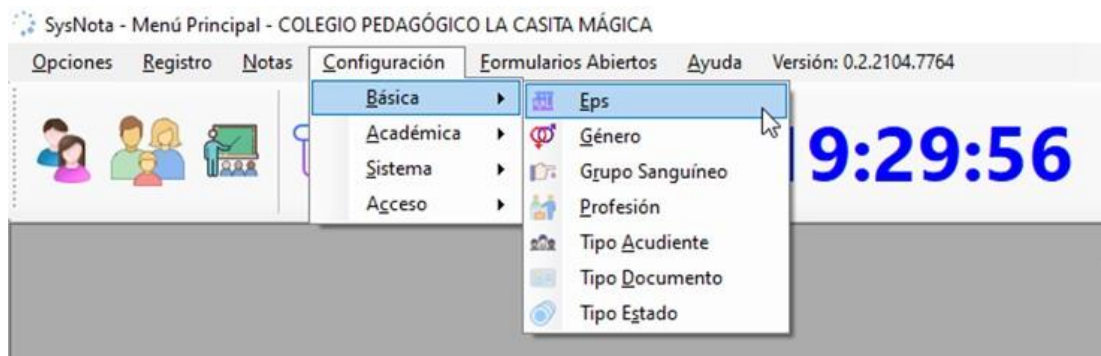 SysNota - Menú Principal - COLEGIO PEDAGÓGICO LA CASITA MÁGICA
Opciones Registro Notas Configuración Formularios Abiertos Ayuda Versión: 0.2.2104.7764
Básica
Académica
Sistema
Acceso
Eps
Género
Grupo Sanguíneo
Profesión
Tipo Acudiente
Tipo Documento
Tipo Estado
9:29:56